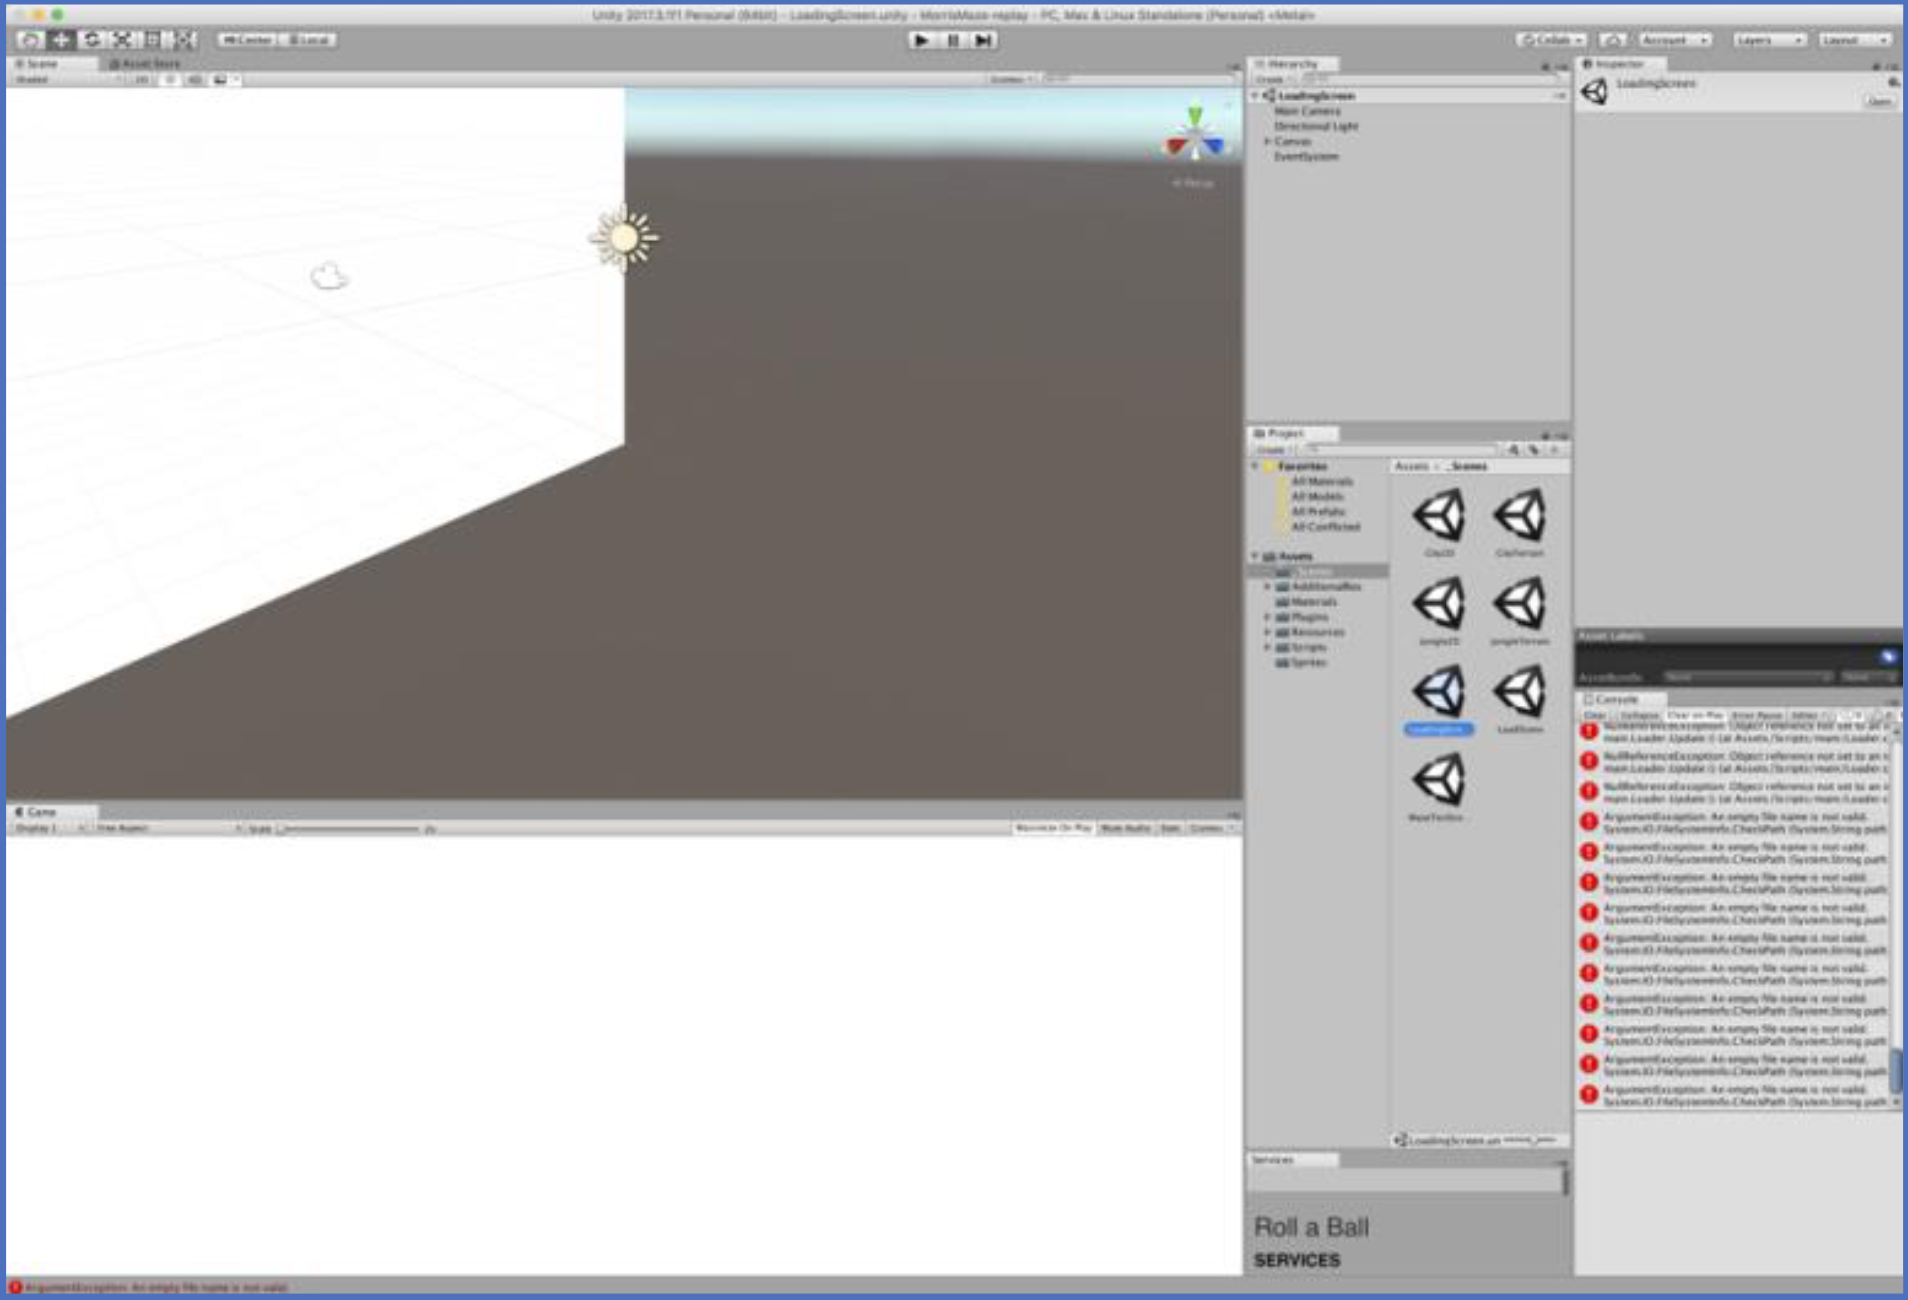 Unity 2017.3.1f1 Personal (64bit) - LoadingScreen.unity - MorrisMaze-replay - PC, Mac & Linux Standalone (Personal) <Metal>
Center Local
Collab Account Layers Layout
Scene Asset Store
Shaded 2D
Gizmos
Persp
Hierarchy
Create
LoadingScreen
Main Camera
Directional Light
Canvas
EventSystem
Inspector
LoadingScreen
Open
Project
Create
Favorites
All Materials
All Models
All Prefabs
All Conflicted
Assets
_Scenes
Materials
Plugins
Resources
Scripts
Sprites
Assets _Scenes
City2D CityTerrain
Jungle2D JungleTerrain
LoadScene
Asset Labels
AssetBundle None None
Console
Clear Collapse Clear on Play Error Pause Editor
NullReferenceException: Object reference not set to an
main.Loader.Update () (at Assets/Scripts/main/Loader
NullReferenceException: Object reference not set to an
main.Loader.Update () (at Assets/Scripts/main/Loader
NullReferenceException: Object reference not set to an
main.Loader.Update () (at Assets/Scripts/main/Loader
ArgumentException: An empty file name is not valid.
System.IO.FileSystemInfo.CheckPath (System.String path
ArgumentException: An empty file name is not valid.
System.IO.FileSystemInfo.CheckPath (System.String path
ArgumentException: An empty file name is not valid.
System.IO.FileSystemInfo.CheckPath (System.String path
ArgumentException: An empty file name is not valid.
System.IO.FileSystemInfo.CheckPath (System.String path
ArgumentException: An empty file name is not valid.
System.IO.FileSystemInfo.CheckPath (System.String path
ArgumentException: An empty file name is not valid.
System.IO.FileSystemInfo.CheckPath (System.String path
ArgumentException: An empty file name is not valid.
System.IO.FileSystemInfo.CheckPath (System.String path
ArgumentException: An empty file name is not valid.
System.IO.FileSystemInfo.CheckPath (System.String path
ArgumentException: An empty file name is not valid.
System.IO.FileSystemInfo.CheckPath (System.String path
ArgumentException: An empty file name is not valid.
System.IO.FileSystemInfo.CheckPath (System.String path
Game
Display 1 Free Aspect Scale Maximize On Play Mute Audio Stats Gizmos
LoadingScreen.un
Services
Roll a Ball
SERVICES
ArgumentException: An empty file name is not valid.